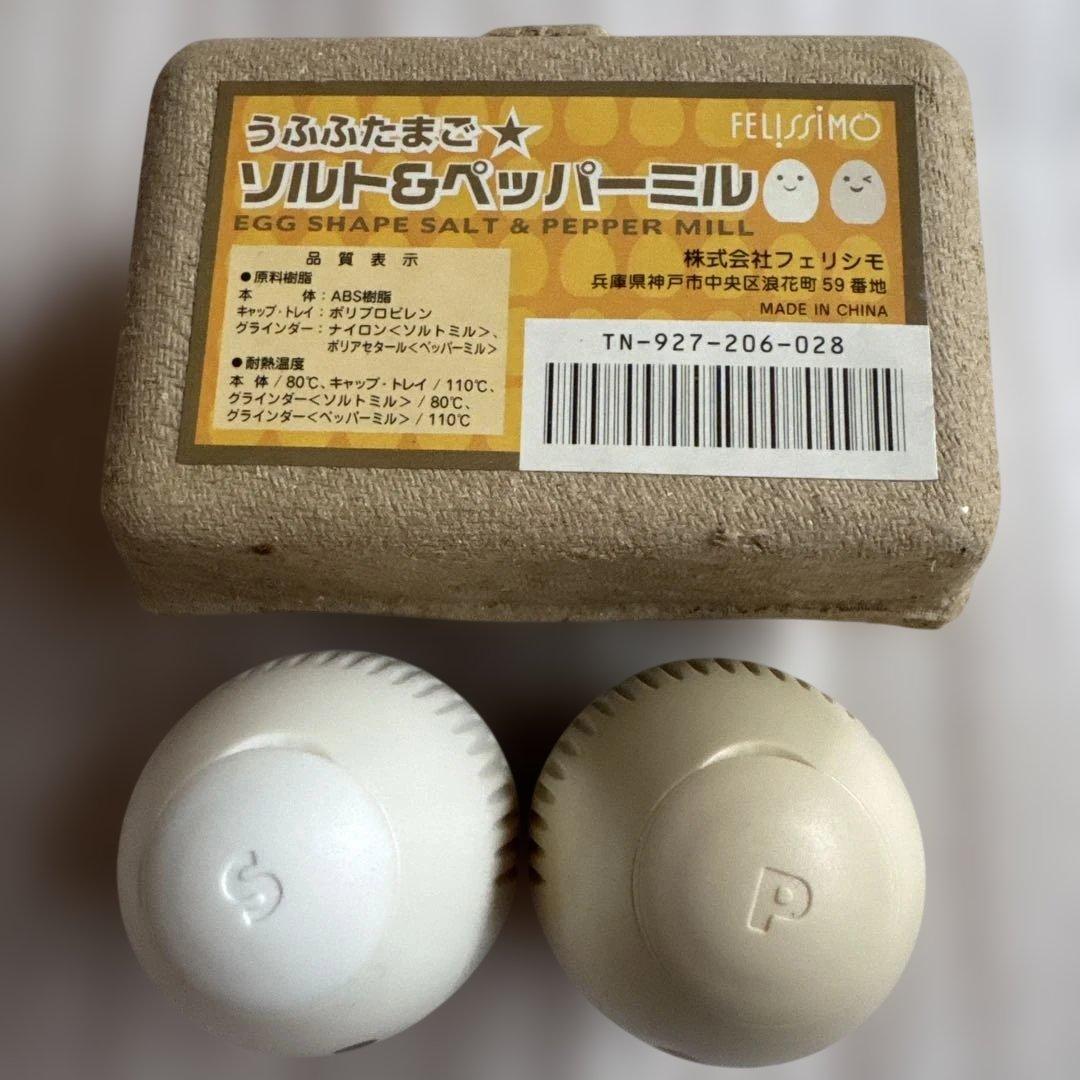 うふふたまご★
FELISSIMO
ソルト&ペッパーミル
EGG SHAPE SALT & PEPPER MILL
品質表示
●原料樹脂
本　体:ABS樹脂
キャップ・トレイ:ポリプロピレン
グラインダー:ナイロン<ソルトミル>、
ポリアセタール<ペッパーミル>
●耐熱温度
本体/80℃、キャップ・トレイ/110℃、
グラインダー<ソルトミル>/80℃、
グラインダー<ペッパーミル>/110℃
株式会社フェリシモ
兵庫県神戸市中央区浪花町59番地
MADE IN CHINA
TN-927-206-028
S
P